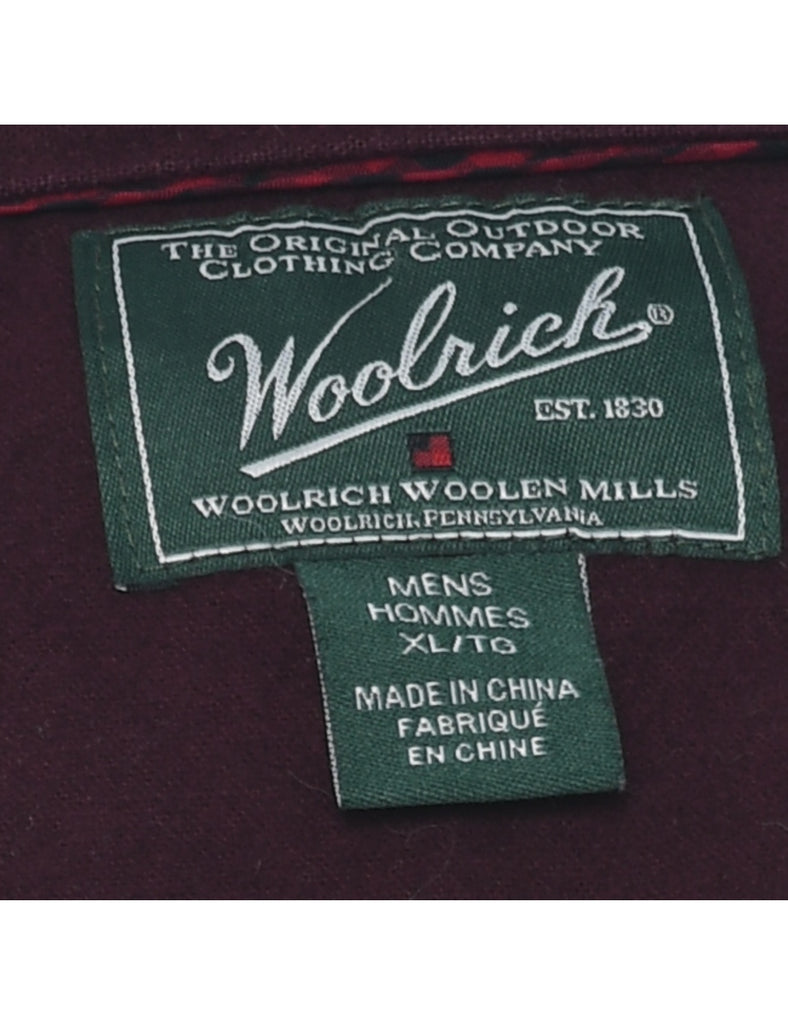 THE ORIGINAL OUTDOOR
CLOTHING COMPANY
Woolrich®
EST. 1830
WOOLRICH WOOLEN MILLS
WOOLRICH, PENNSYLVANIA
MENS
HOMMES
XL/TG
MADE IN CHINA
FABRIQUÉ
EN CHINE